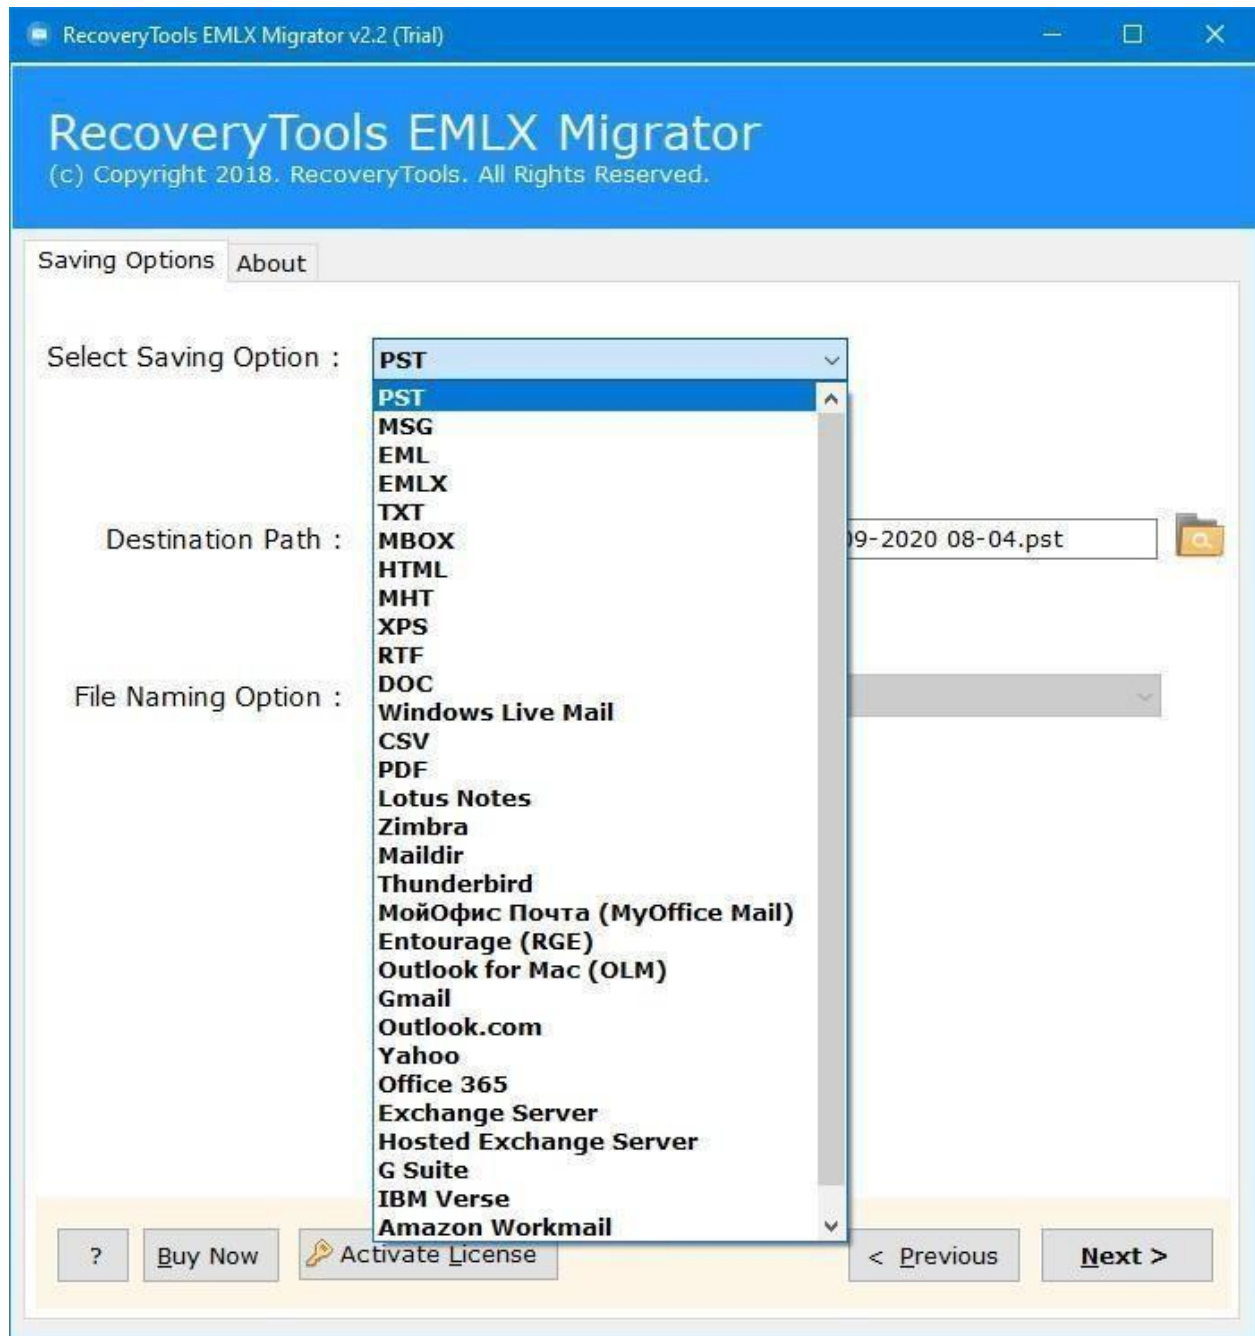 RecoveryTools EMLX Migrator v2.2 (Trial)
RecoveryTools EMLX Migrator
(c) Copyright 2018. RecoveryTools. All Rights Reserved.
Saving Options
About
Select Saving Option :
PST
PST
MSG
EML
EMLX
TXT
MBOX
HTML
MHT
XPS
RTF
DOC
Windows Live Mail
CSV
PDF
Lotus Notes
Zimbra
Maildir
Thunderbird
МойОфис Почта (MyOffice Mail)
Entourage (RGE)
Outlook for Mac (OLM)
Gmail
Outlook.com
Yahoo
Office 365
Exchange Server
Hosted Exchange Server
G Suite
IBM Verse
Amazon Workmail
Destination Path :
09-2020 08-04.pst
File Naming Option :
?
Buy Now
Activate License
< Previous
Next >